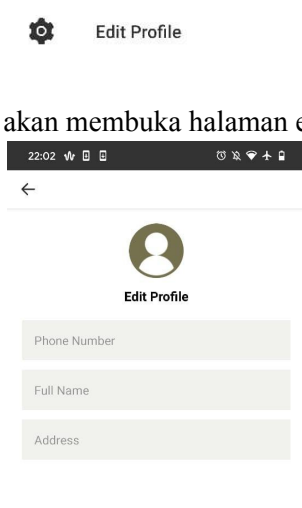 Edit Profile
akan membuka halaman e
22:02
Edit Profile
Phone Number
Full Name
Address